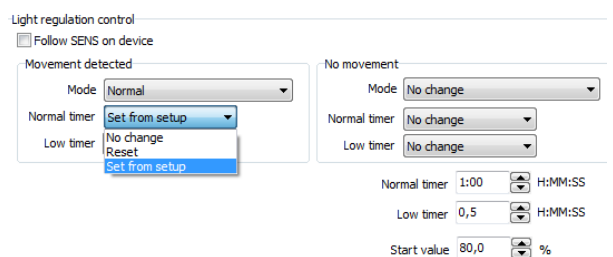 Light regulation control
Follow SENS on device
Movement detected
Mode Normal
Normal timer Set from setup
Low timer
No change
Reset
Set from setup
No movement
Mode No change
Normal timer No change
Low timer No change
Normal timer 1:00 H:MM:SS
Low timer 0,5 H:MM:SS
Start value 80,0 %